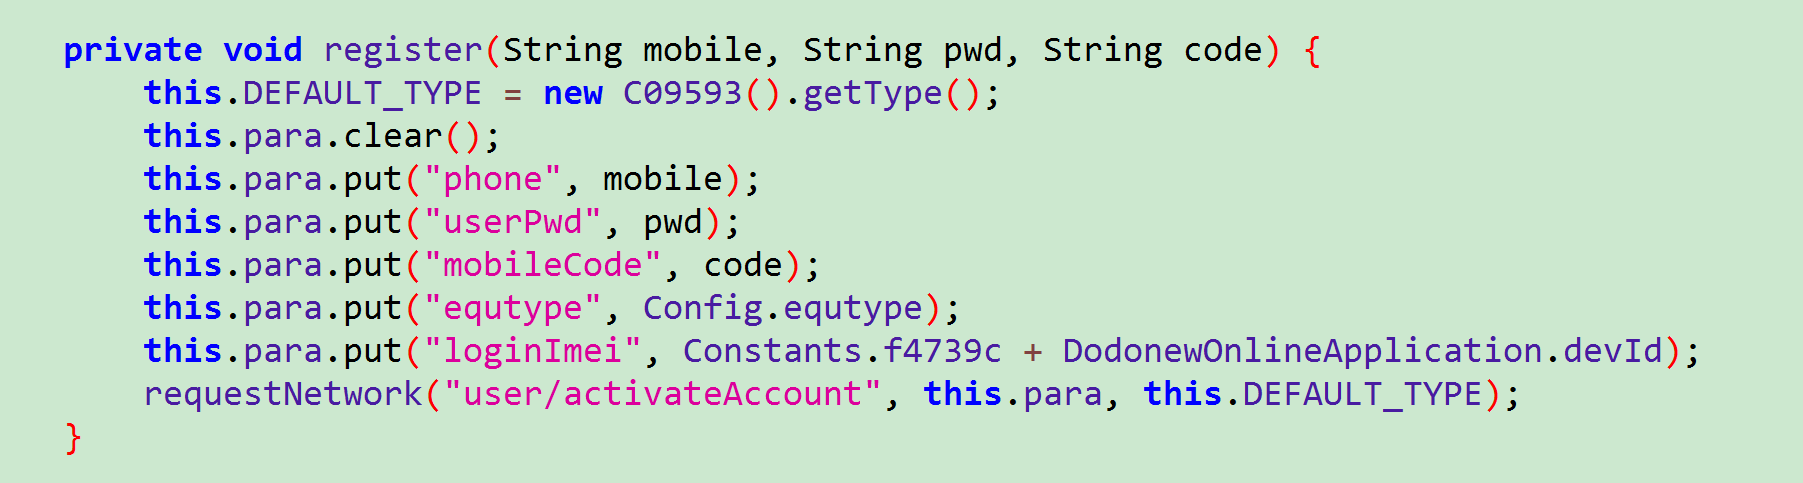 private void register(String mobile, String pwd, String code) {
this.DEFAULT_TYPE = new C09593().getType();
this.para.clear();
this.para.put("phone", mobile);
this.para.put("userPwd", pwd);
this.para.put("mobileCode", code);
this.para.put("equtype", Config.equtype);
this.para.put("loginImei", Constants.f4739c + DodonewOnlineApplication.devId);
requestNetwork("user/activateAccount", this.para, this.DEFAULT_TYPE);
}